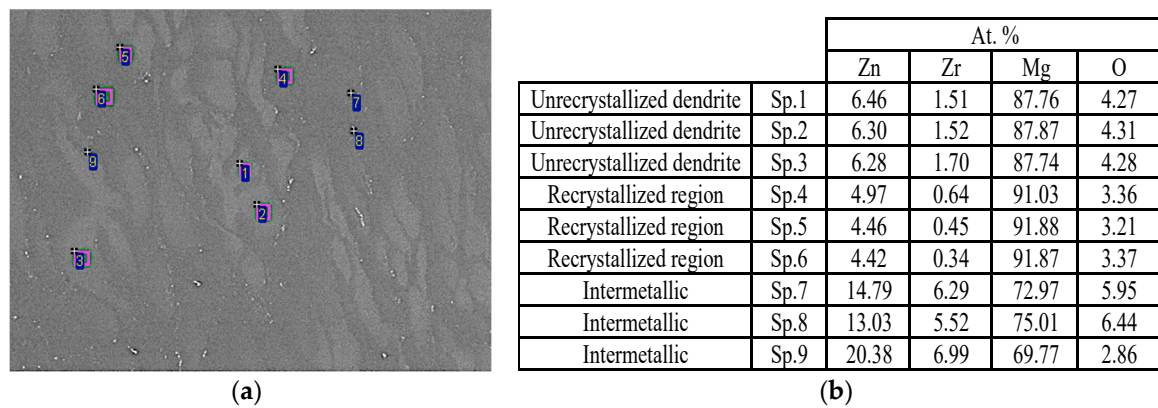 5
4
6
7
8
9
1
2
3
At. %
Zn Zr Mg O
Unrecrystallized dendrite Sp.1 6.46 1.51 87.76 4.27
Unrecrystallized dendrite Sp.2 6.30 1.52 87.87 4.31
Unrecrystallized dendrite Sp.3 6.28 1.70 87.74 4.28
Recrystallized region Sp.4 4.97 0.64 91.03 3.36
Recrystallized region Sp.5 4.46 0.45 91.88 3.21
Recrystallized region Sp.6 4.42 0.34 91.87 3.37
Intermetallic Sp.7 14.79 6.29 72.97 5.95
Intermetallic Sp.8 13.03 5.52 75.01 6.44
Intermetallic Sp.9 20.38 6.99 69.77 2.86
(a) (b)